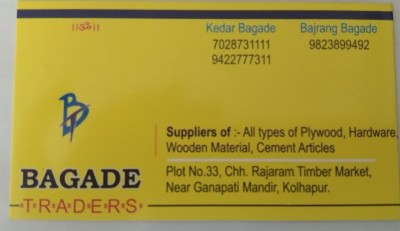 ॥श्री॥
Kedar Bagade
7028731111
9422777311
Bajrang Bagade
9823899492
BT
BAGADE
-T-R-A-D-E-R-S-
Suppliers of :- All types of Plywood, Hardware,
Wooden Material, Cement Articles
Plot No.33, Chh. Rajaram Timber Market,
Near Ganapati Mandir, Kolhapur.